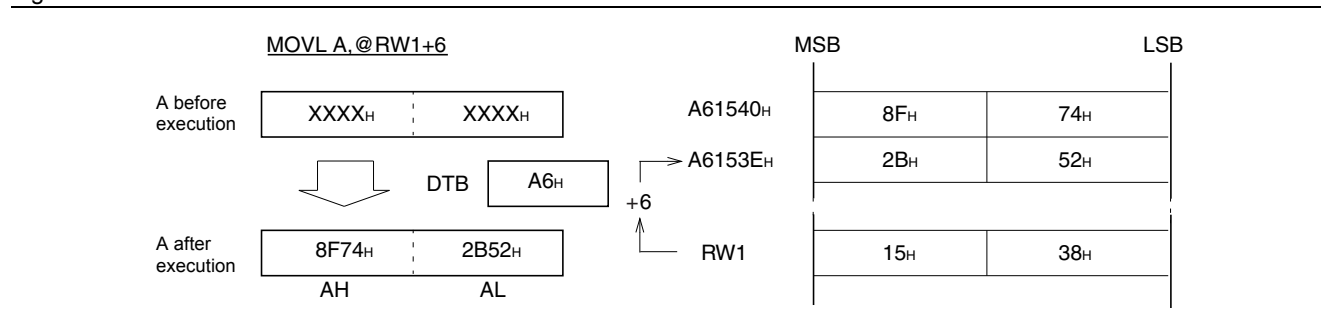 MOVL A,@RW1+6
MSB LSB
A before
execution
XXXXH XXXXH
A61540H 8FH 74H
A6153EH 2BH 52H
DTB A6H
+6
A after
execution
8F74H 2B52H
RW1 15H 38H
AH AL